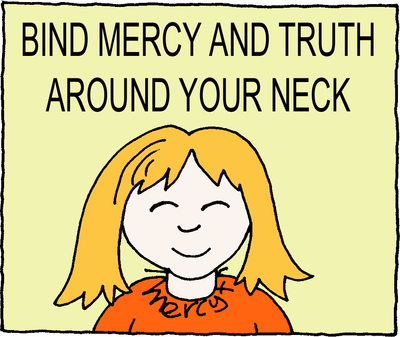 BIND MERCY AND TRUTH
AROUND YOUR NECK
Mercy